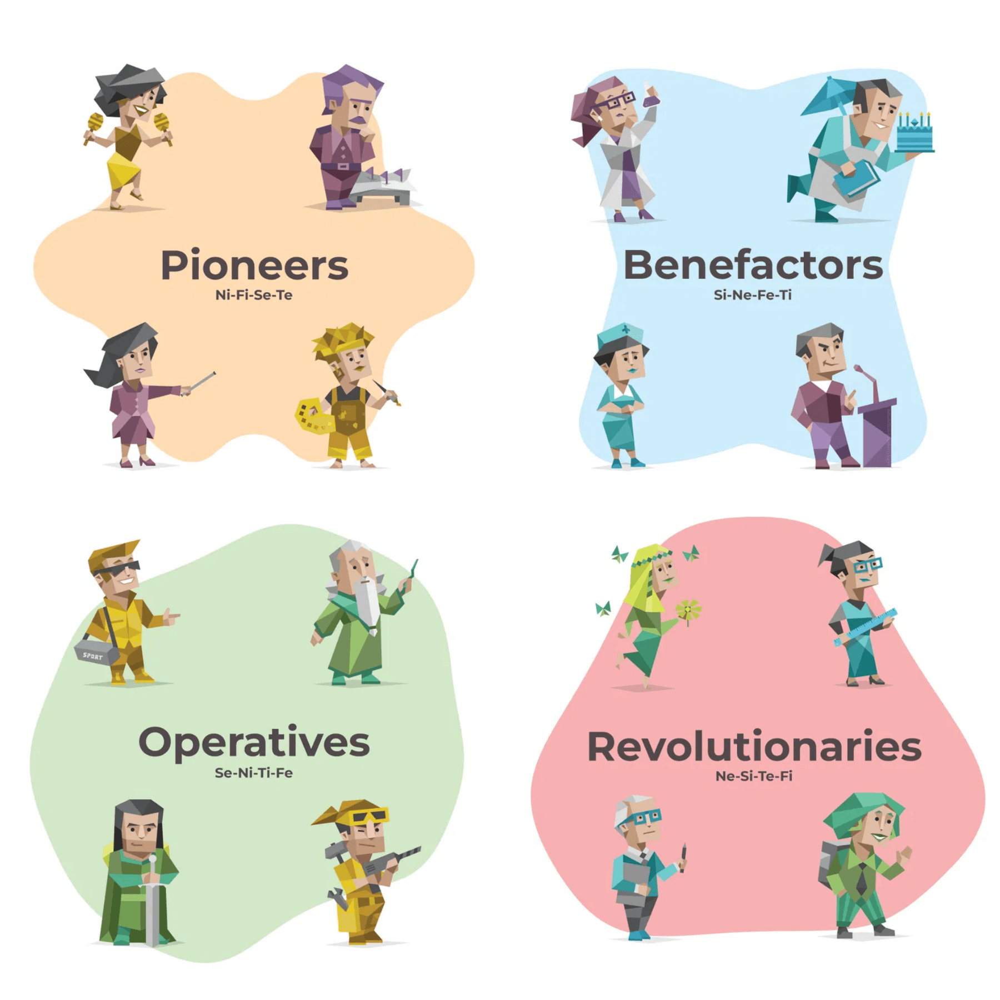 Pioneers
Ni-Fi-Se-Te
Benefactors
Si-Ne-Fe-Ti
SPORT
Operatives
Se-Ni-Ti-Fe
Revolutionaries
Ne-Si-Te-Fi